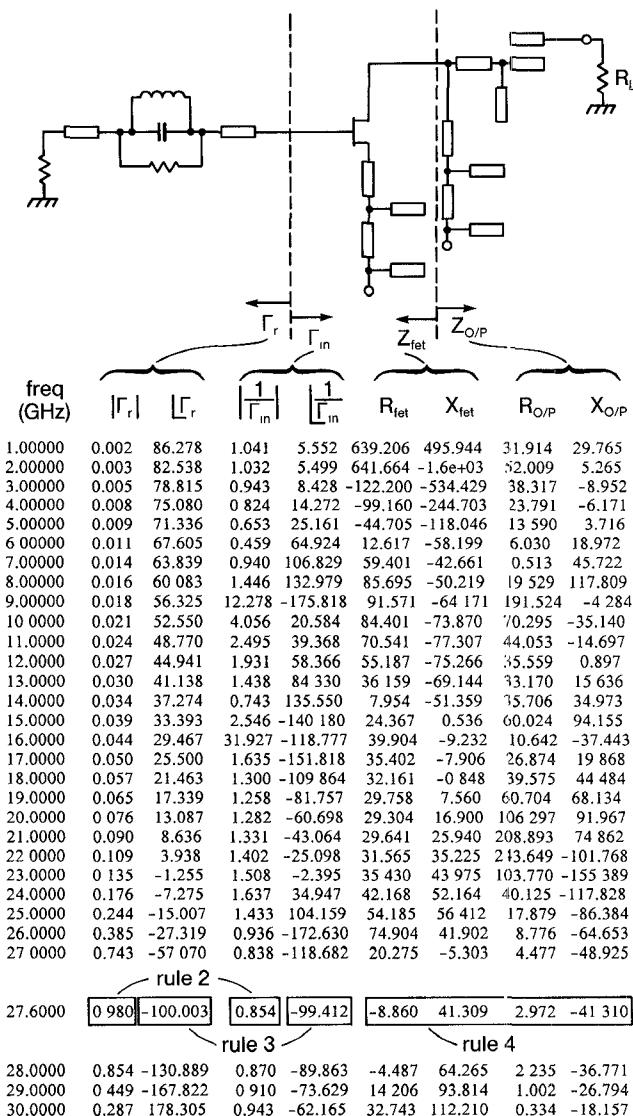 R_L
Γ_r Γ_in Z_fet Z_O/P
freq (GHz) |Γ_r| ∠Γ_r |1/Γ_in| ∠1/Γ_in R_fet X_fet R_O/P X_O/P
1.00000 0.002 86.278 1.041 5.552 639.206 495.944 31.914 29.765
2.00000 0.003 82.538 1.032 5.499 641.664 -1.6e+03 52.009 5.265
3.00000 0.005 78.815 0.943 8.428 -122.200 -534.429 38.317 -8.952
4.00000 0.008 75.080 0 824 14.272 -99.160 -244.703 23.791 -6.171
5.00000 0.009 71.336 0.653 25.161 -44.705 -118.046 13 590 3.716
6 00000 0.011 67.605 0.459 64.924 12.617 -58.199 6.030 18.972
7.00000 0.014 63.839 0.940 106.829 59.401 -42.661 0.513 45.722
8.00000 0.016 60 083 1.446 132.979 85.695 -50.219 19 529 117.809
9.00000 0.018 56.325 12.278 -175.818 91.571 -64 171 191.524 -4 284
10 0000 0.021 52.550 4.056 20.584 84.401 -73.870 70.295 -35.140
11.0000 0.024 48.770 2.495 39.368 70.541 -77.307 44.053 -14.697
12.0000 0.027 44.941 1.931 58.366 55.187 -75.266 35.559 0.897
13.0000 0.030 41.138 1.438 84 330 36 159 -69.144 33.170 15 636
14.0000 0.034 37.274 0.743 135.550 7.954 -51.359 35.706 34.973
15.0000 0.039 33.393 2.546 -140 180 24.367 0.536 60.024 94.155
16.0000 0.044 29.467 31.927 -118.777 39.904 -9.232 10.642 -37.443
17.0000 0.050 25.500 1.635 -151.818 35.402 -7.906 26.874 19 868
18.0000 0.057 21.463 1.300 -109 864 32.161 -0 848 39.575 44 484
19.0000 0.065 17.339 1.258 -81.757 29.758 7.560 60.704 68.134
20.0000 0 076 13.087 1.282 -60.698 29.304 16.900 106 297 91.967
21.0000 0.090 8.636 1.331 -43.064 29.641 25.940 208.893 74 862
22 0000 0.109 3.938 1.402 -25.098 31.565 35.225 243.649 -101.768
23.0000 0 135 -1.255 1.508 -2.395 35 430 43 975 103.770 -155 389
24.0000 0.176 -7.275 1.637 34.947 42.168 52.164 40.125 -117.828
25.0000 0.244 -15.007 1.433 104.159 54.185 56 412 17.879 -86.384
26.0000 0.385 -27.319 0.936 -172.630 74.904 41.902 8.776 -64.653
27 0000 0.743 -57 070 0.838 -118.682 20.275 -5.303 4.477 -48.925
rule 2
27.6000 0 980 -100.003 0.854 -99.412 -8.860 41.309 2.972 -41 310
rule 3 rule 4
28.0000 0.854 -130.889 0.870 -89.863 -4.487 64.265 2 235 -36.771
29.0000 0 449 -167.822 0 910 -73.629 14 206 93.814 1.002 -26.794
30.0000 0.287 178.305 0.943 -62.165 32.743 112.210 0.334 -18.157